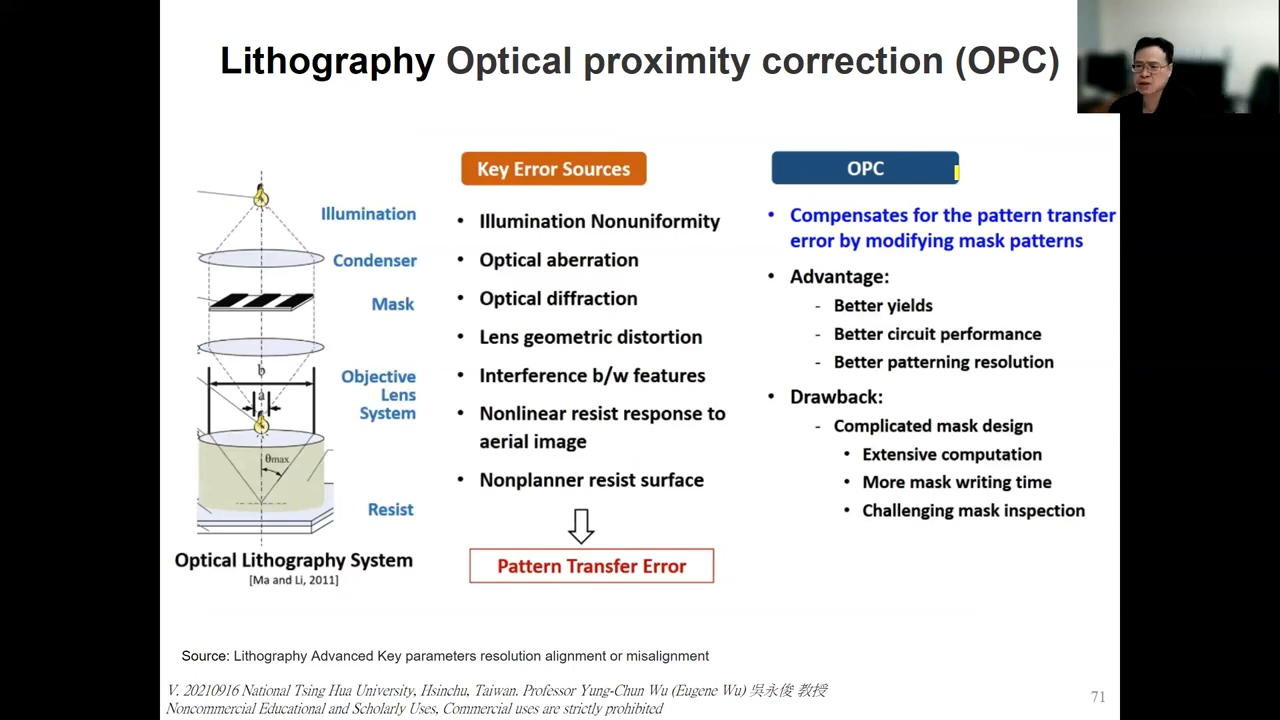 Lithography Optical proximity correction (OPC)
Illumination
Condenser
Mask
b
Objective
Lens
System
a
θmax
Resist
Optical Lithography System
[Ma and Li, 2011]
Key Error Sources
• Illumination Nonuniformity
• Optical aberration
• Optical diffraction
• Lens geometric distortion
• Interference b/w features
• Nonlinear resist response to
aerial image
• Nonplanner resist surface
Pattern Transfer Error
OPC
• Compensates for the pattern transfer
error by modifying mask patterns
• Advantage:
- Better yields
- Better circuit performance
- Better patterning resolution
• Drawback:
- Complicated mask design
• Extensive computation
• More mask writing time
• Challenging mask inspection
Source: Lithography Advanced Key parameters resolution alignment or misalignment
V. 20210916 National Tsing Hua University, Hsinchu, Taiwan. Professor Yung-Chun Wu (Eugene Wu) 吳永俊 教授
Noncommercial Educational and Scholarly Uses, Commercial uses are strictly prohibited
71